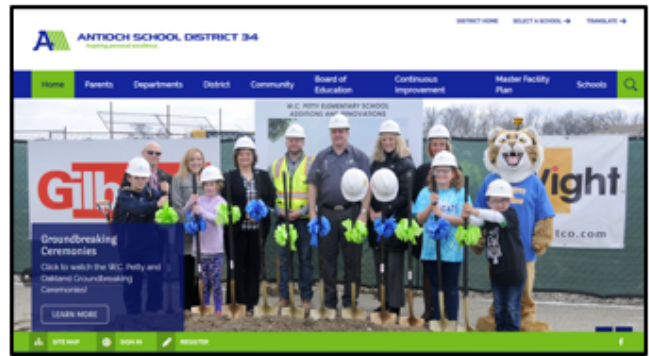 DISTRICT HOME SELECT A SCHOOL TRANSLATE
ANTIOCH SCHOOL DISTRICT 34
Inspiring personal excellence.
Home Parents Departments District Community Board of Education Continuous Improvement Master Facility Plan Schools
W.C. PETTY ELEMENTARY SCHOOL
ADDITIONS AND RENOVATIONS
Gilb
ight
tco.com
Groundbreaking
Ceremonies
Click to watch the W.C. Petty and
Oakland Groundbreaking
Ceremonies!
LEARN MORE
SITE MAP SIGN IN REGISTER